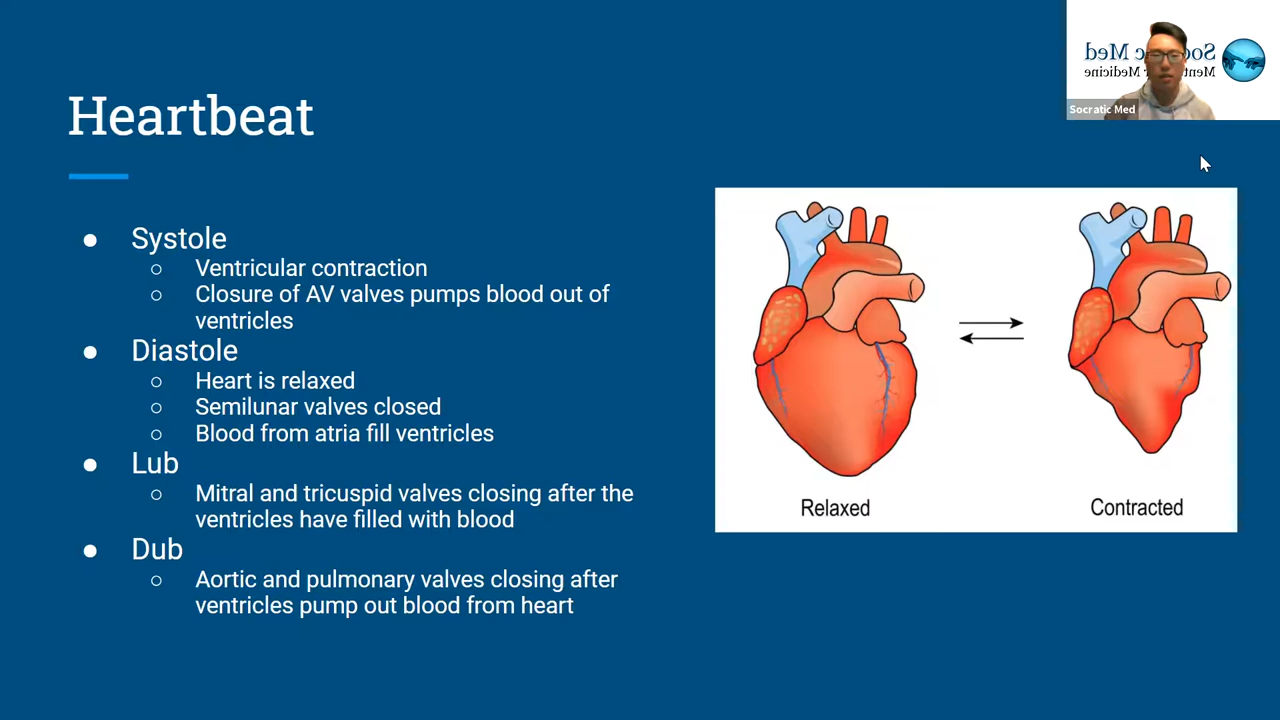 Heartbeat
● Systole
○ Ventricular contraction
○ Closure of AV valves pumps blood out of
ventricles
● Diastole
○ Heart is relaxed
○ Semilunar valves closed
○ Blood from atria fill ventricles
● Lub
○ Mitral and tricuspid valves closing after the
ventricles have filled with blood
● Dub
○ Aortic and pulmonary valves closing after
ventricles pump out blood from heart
Relaxed
Contracted
Med
Medicine
Socratic Med